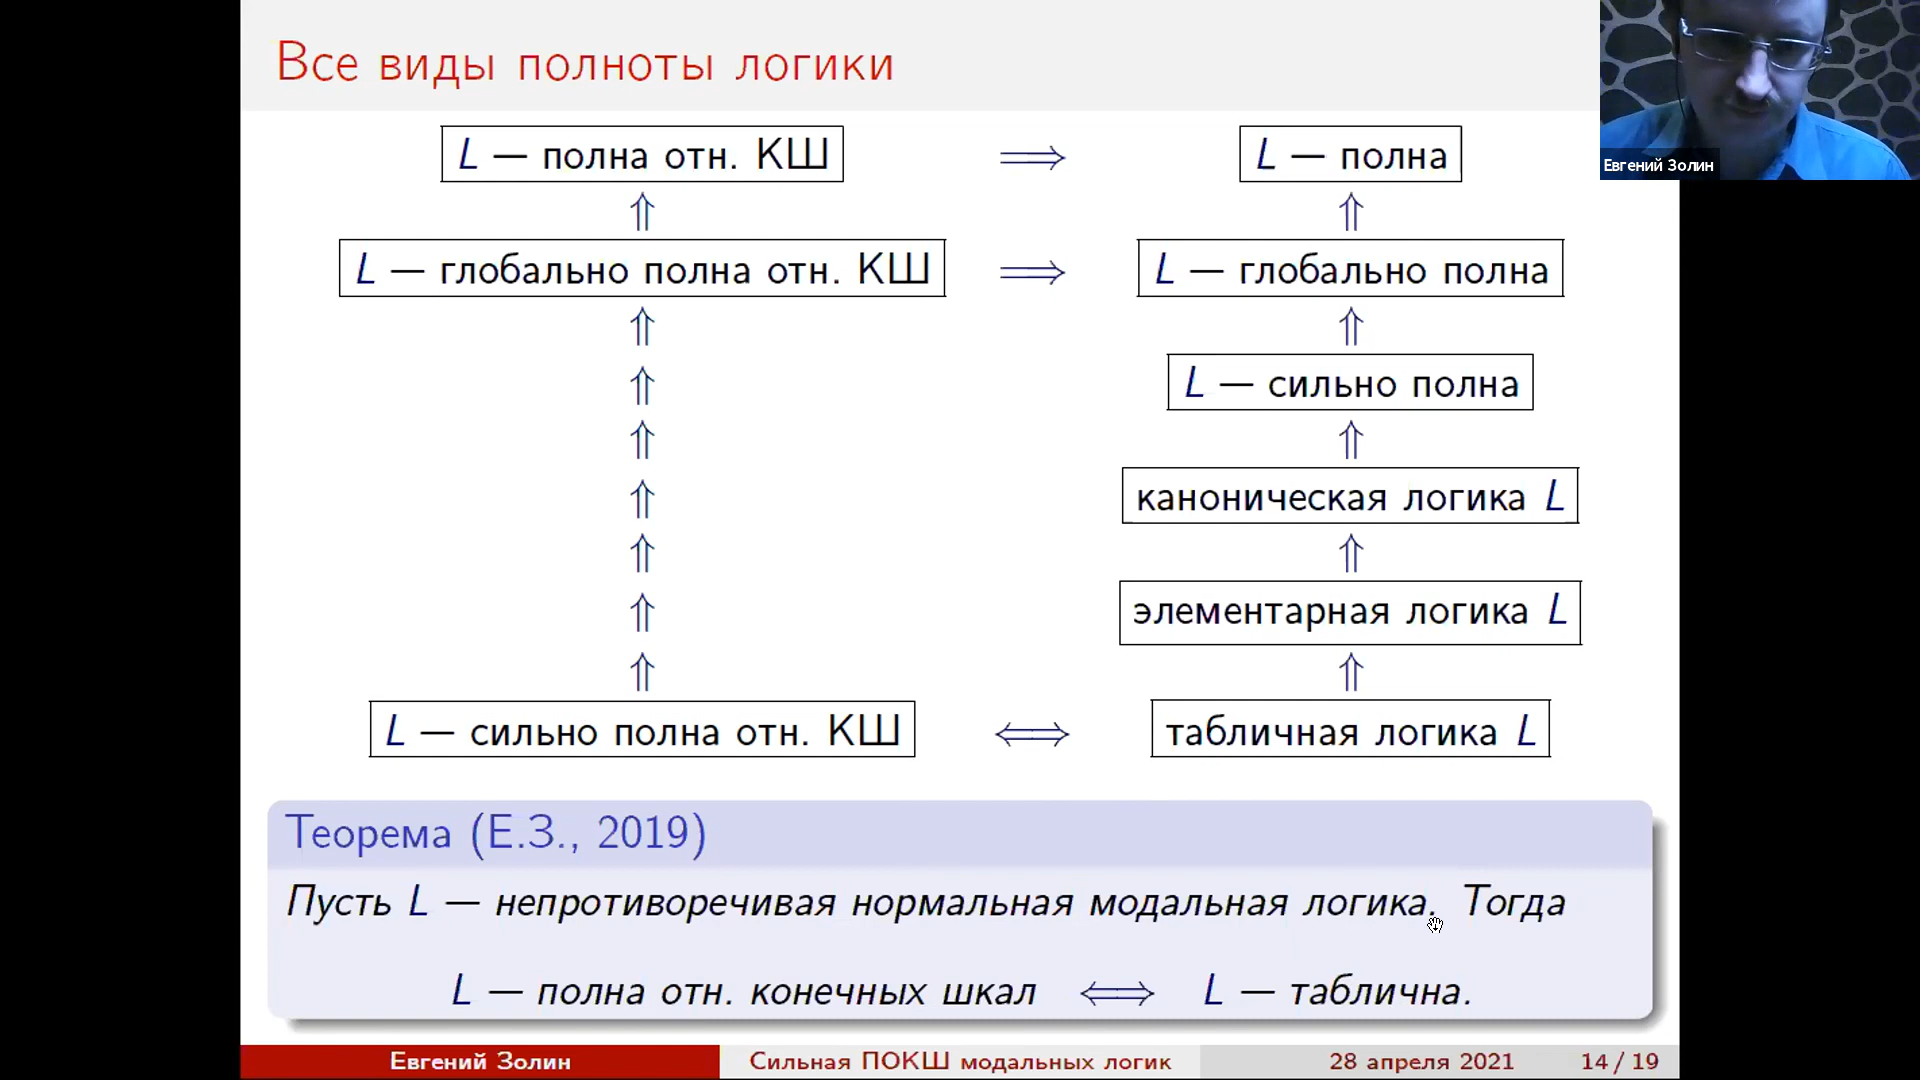 Все виды полноты логики
Евгений Золин
L — полна отн. КШ ⟹ L — полна
⇑ ⇑
L — глобально полна отн. КШ ⟹ L — глобально полна
⇑ ⇑
⇑ L — сильно полна
⇑ ⇑
⇑ каноническая логика L
⇑ ⇑
⇑ элементарная логика L
⇑ ⇑
L — сильно полна отн. КШ ⟺ табличная логика L
Теорема (Е.З., 2019)
Пусть L — непротиворечивая нормальная модальная логика. Тогда
L — полна отн. конечных шкал ⟺ L — таблична.
Евгений Золин Сильная ПОКШ модальных логик 28 апреля 2021 14 / 19